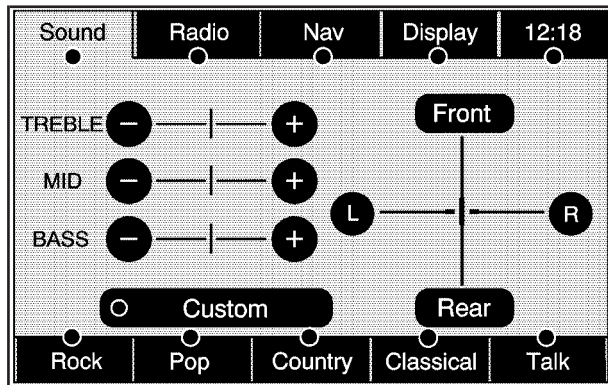 Sound Radio Nav Display 12:18
Front
TREBLE − +
MID − +
L R
BASS − +
Custom Rear
Rock Pop Country Classical Talk